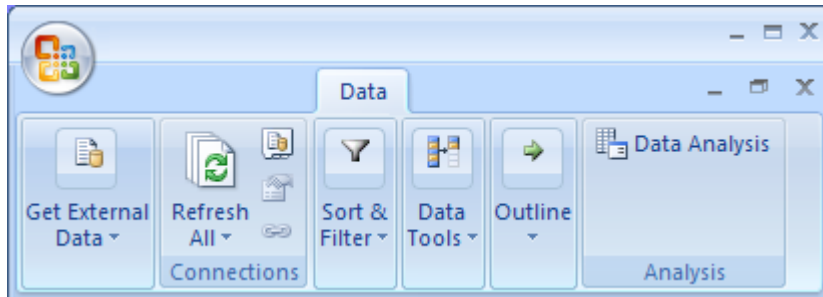 Data
Get External
Data
Refresh
All
Connections
Sort &
Filter
Data
Tools
Outline
Data Analysis
Analysis